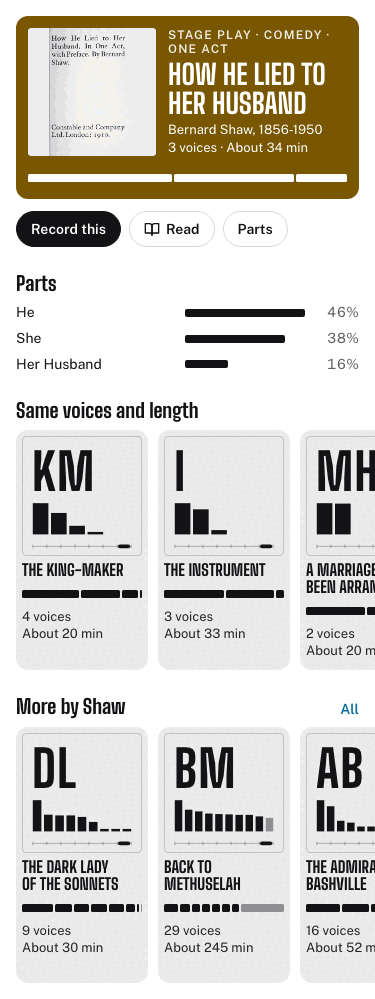 STAGE PLAY · COMEDY ·
ONE ACT
HOW HE LIED TO
HER HUSBAND
Bernard Shaw, 1856-1950
3 voices · About 34 min
How He Lied to Her
Husband. In One Act,
with Preface. By Bernard
Shaw.
Constable and Company
Ltd. London: 1910.
Record this
Read
Parts
Parts
He 46%
She 38%
Her Husband 16%
Same voices and length
KM
THE KING-MAKER
4 voices
About 20 min
I
THE INSTRUMENT
3 voices
About 33 min
MH
A MARRIAGE
BEEN ARRAN
2 voices
About 20 m
More by Shaw
All
DL
THE DARK LADY
OF THE SONNETS
9 voices
About 30 min
BM
BACK TO
METHUSELAH
29 voices
About 245 min
AB
THE ADMIRA
BASHVILLE
16 voices
About 52 m